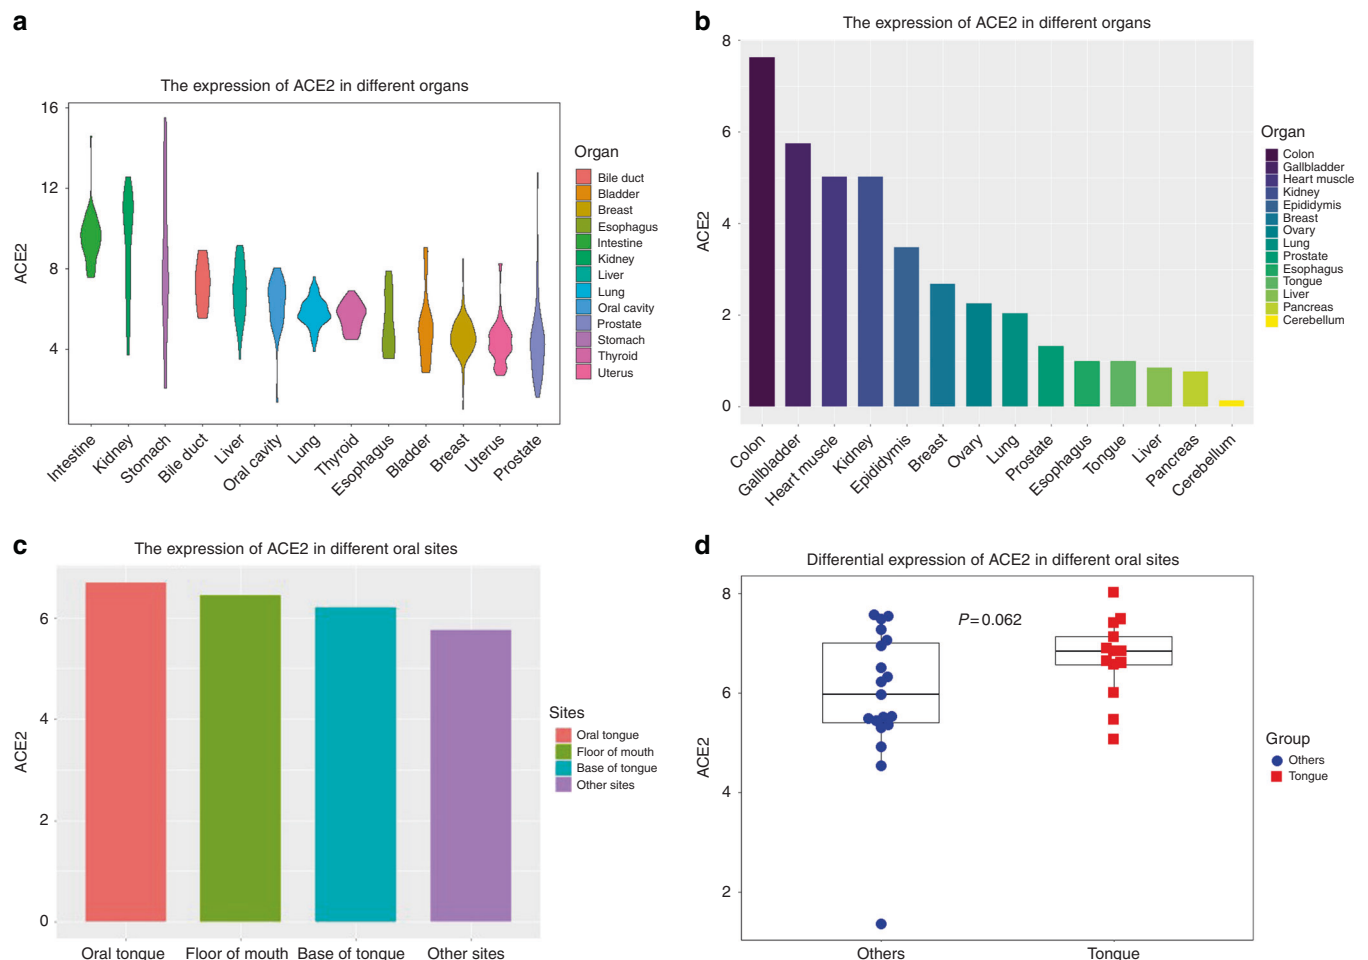 a
The expression of ACE2 in different organs
16
12
8
4
ACE2
Intestine
Kidney
Stomach
Bile duct
Liver
Oral cavity
Lung
Thyroid
Esophagus
Bladder
Breast
Uterus
Prostate
Organ
Bile duct
Bladder
Breast
Esophagus
Intestine
Kidney
Liver
Lung
Oral cavity
Prostate
Stomach
Thyroid
Uterus
b
The expression of ACE2 in different organs
8
6
4
2
0
ACE2
Colon
Gallbladder
Heart muscle
Kidney
Epididymis
Breast
Ovary
Lung
Prostate
Esophagus
Tongue
Liver
Pancreas
Cerebellum
Organ
Colon
Gallbladder
Heart muscle
Kidney
Epididymis
Breast
Ovary
Lung
Prostate
Esophagus
Tongue
Liver
Pancreas
Cerebellum
c
The expression of ACE2 in different oral sites
6
4
2
0
ACE2
Oral tongue Floor of mouth Base of tongue Other sites
Sites
Oral tongue
Floor of mouth
Base of tongue
Other sites
d
Differential expression of ACE2 in different oral sites
8
6
4
2
ACE2
P=0.062
Others Tongue
Group
Others
Tongue